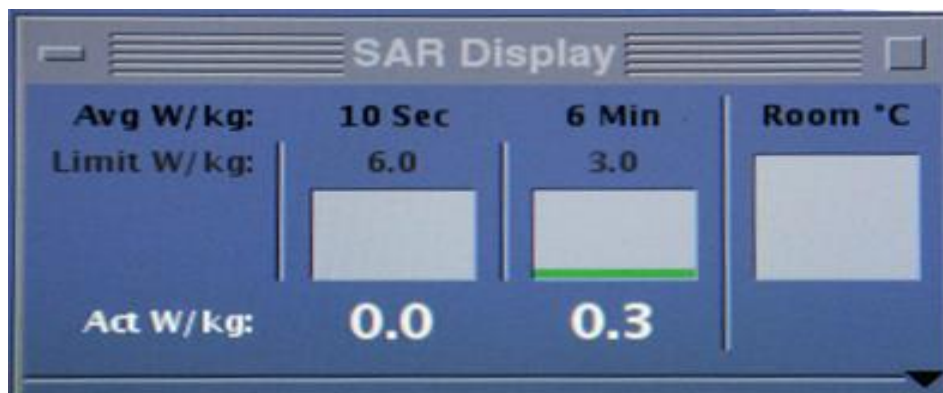 SAR Display
Avg W/kg: 10 Sec 6 Min Room °C
Limit W/kg: 6.0 3.0
Act W/kg: 0.0 0.3